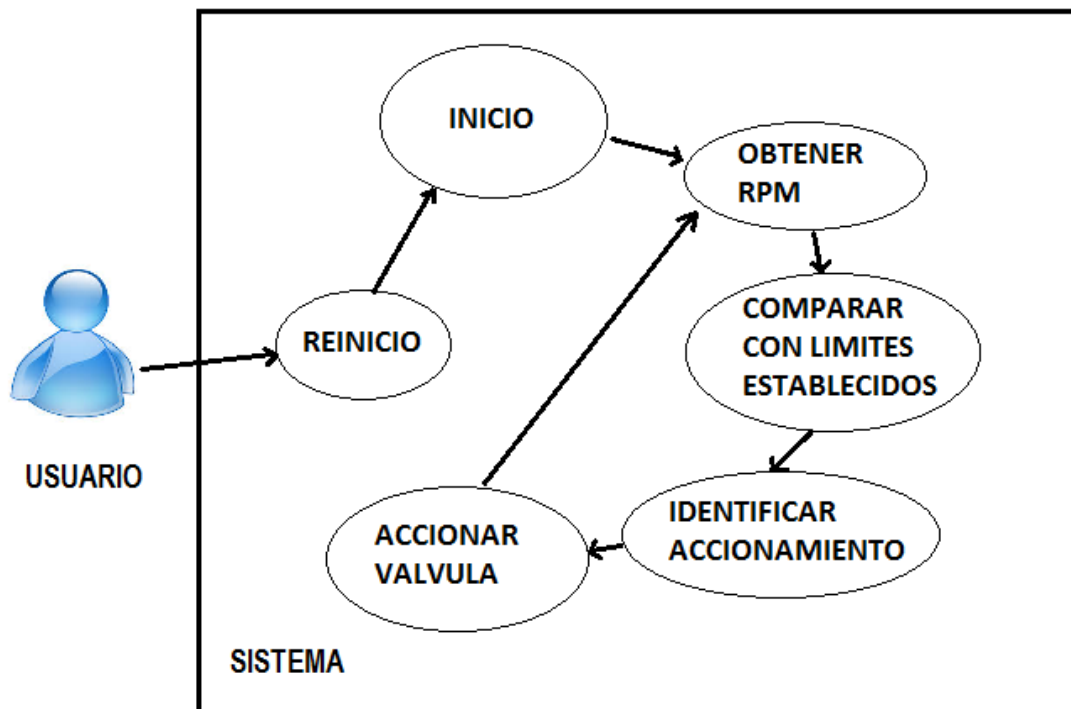 INICIO
OBTENER
RPM
REINICIO
COMPARAR
CON LIMITES
ESTABLECIDOS
USUARIO
IDENTIFICAR
ACCIONAMIENTO
ACCIONAR
VALVULA
SISTEMA